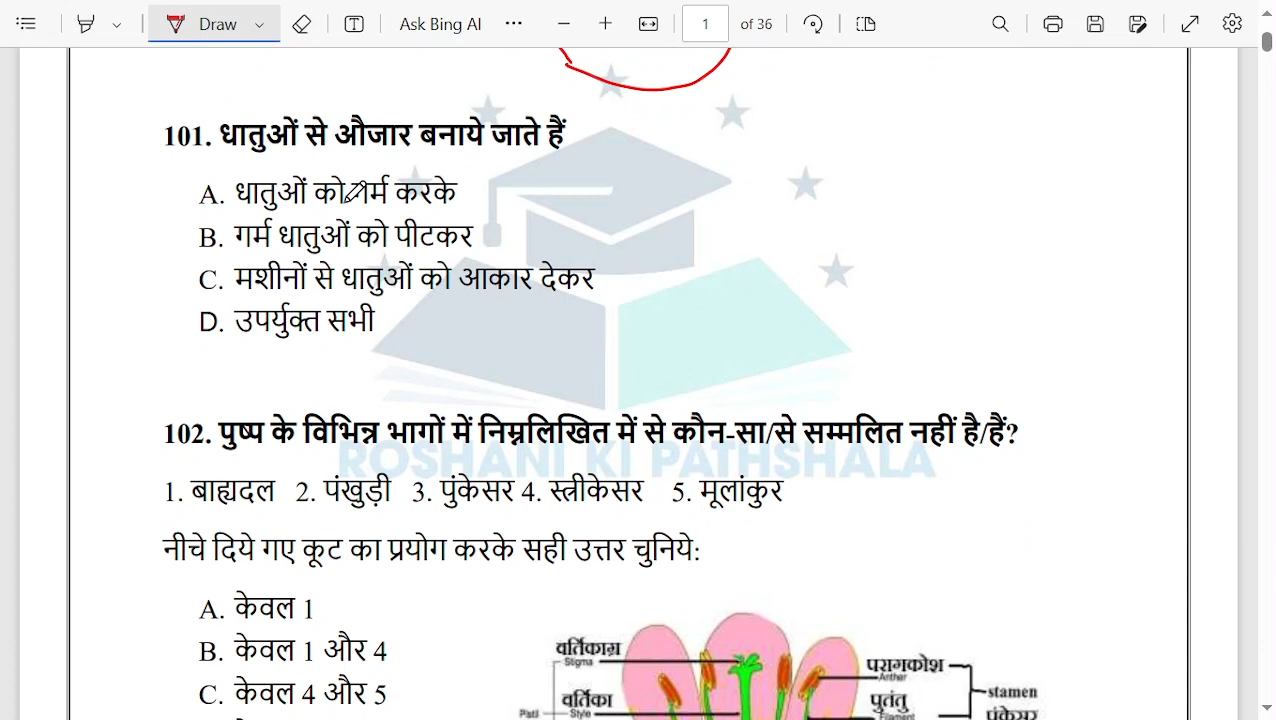 Draw
Ask Bing AI
1 of 36
101. धातुओं से औजार बनाये जाते हैं
A. धातुओं को गर्म करके
B. गर्म धातुओं को पीटकर
C. मशीनों से धातुओं को आकार देकर
D. उपर्युक्त सभी
ROSHANI KI PATHSHALA
102. पुष्प के विभिन्न भागों में निम्नलिखित में से कौन-सा/से सम्मलित नहीं है/हैं?
1. बाह्यदल 2. पंखुड़ी 3. पुंकेसर 4. स्त्रीकेसर 5. मूलांकुर
नीचे दिये गए कूट का प्रयोग करके सही उत्तर चुनिये:
A. केवल 1
B. केवल 1 और 4
C. केवल 4 और 5
वर्तिकाग्र
Stigma
वर्तिका
Style
परागकोश
Anther
पुतंतु
Filament
stamen
पुंकेसर